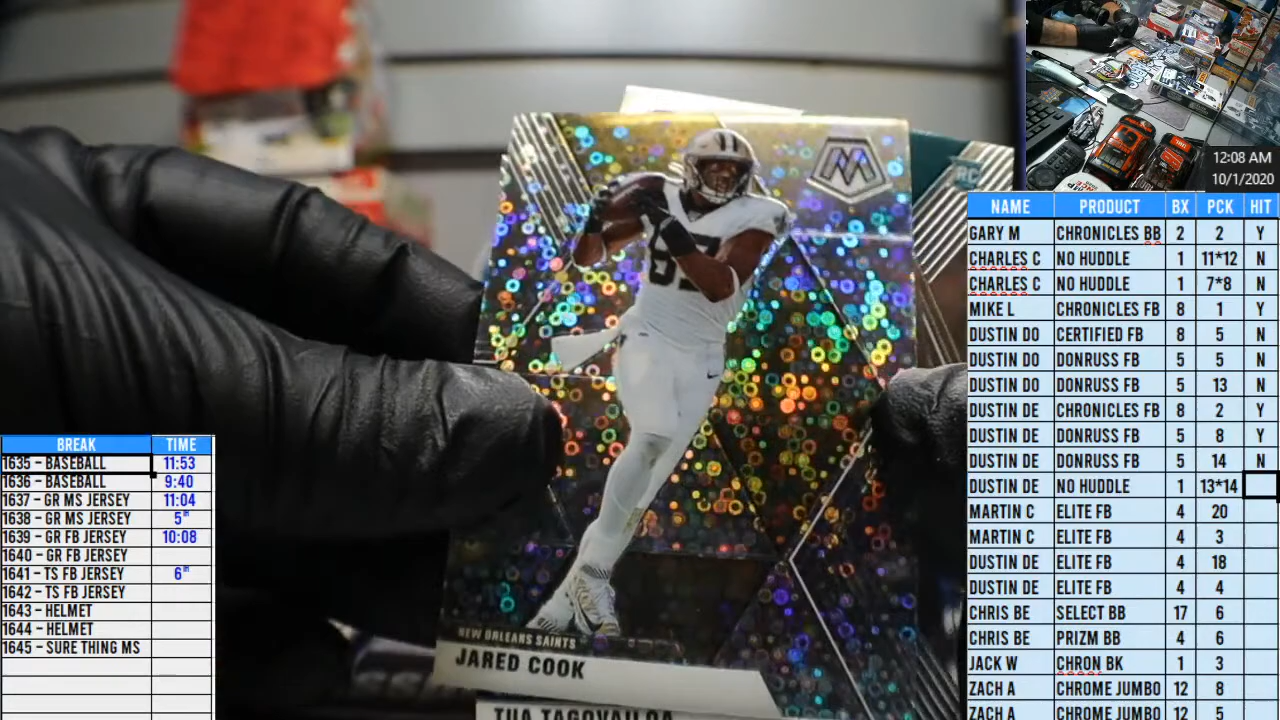 12:08 AM
10/1/2020
RC
87
NEW ORLEANS SAINTS
JARED COOK
TUA TAGOVAILOA
BREAK TIME
1635 – BASEBALL 11:53
1636 – BASEBALL 9:40
1637 – GR MS JERSEY 11:04
1638 – GR MS JERSEY 5th
1639 – GR FB JERSEY 10:08
1640 – GR FB JERSEY
1641 – TS FB JERSEY 6th
1642 – TS FB JERSEY
1643 – HELMET
1644 – HELMET
1645 – SURE THING MS
NAME PRODUCT BX PCK HIT
GARY M CHRONICLES BB 2 2 Y
CHARLES C NO HUDDLE 1 11*12 N
CHARLES C NO HUDDLE 1 7*8 N
MIKE L CHRONICLES FB 8 1 Y
DUSTIN DO CERTIFIED FB 8 5 N
DUSTIN DO DONRUSS FB 5 5 N
DUSTIN DO DONRUSS FB 5 13 N
DUSTIN DE CHRONICLES FB 8 2 Y
DUSTIN DE DONRUSS FB 5 8 Y
DUSTIN DE DONRUSS FB 5 14 N
DUSTIN DE NO HUDDLE 1 13*14
MARTIN C ELITE FB 4 20
MARTIN C ELITE FB 4 3
DUSTIN DE ELITE FB 4 18
DUSTIN DE ELITE FB 4 4
CHRIS BE SELECT BB 17 6
CHRIS BE PRIZM BB 4 6
JACK W CHRON BK 1 3
ZACH A CHROME JUMBO 12 8
ZACH A CHROME JUMBO 12 5